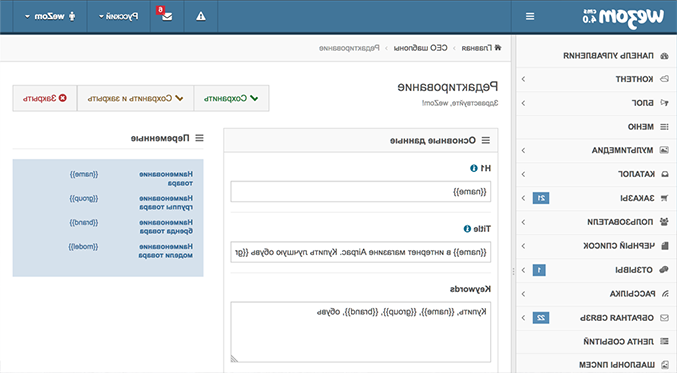 wezom cms 4.0
6
Русский
weZom
ПАНЕЛЬ УПРАВЛЕНИЯ
КОНТЕНТ
БЛОГ
МЕНЮ
МУЛЬТИМЕДИА
КАТАЛОГ
ЗАКАЗЫ 21
ПОЛЬЗОВАТЕЛИ
ЧЕРНЫЙ СПИСОК
ОТЗЫВЫ 1
РАССЫЛКА
ОБРАТНАЯ СВЯЗЬ 22
ЛЕНТА СОБЫТИЙ
ШАБЛОНЫ ПИСЕМ
Главная › СЕО шаблоны › Редактирование
Редактирование
Здравствуйте, weZom!
Сохранить
Сохранить и закрыть
Закрыть
Основные данные
H1
{{name}}
Title
{{name}} в интернет магазине Airpac. Купить лучшую обувь {{gr
Keywords
Купить, {{name}}, {{group}}, {{brand}}, обувь
Переменные
Наименование {{name}}
товара
Наименование {{group}}
группы товара
Наименование {{brand}}
бренда товара
Наименование {{model}}
модели товара